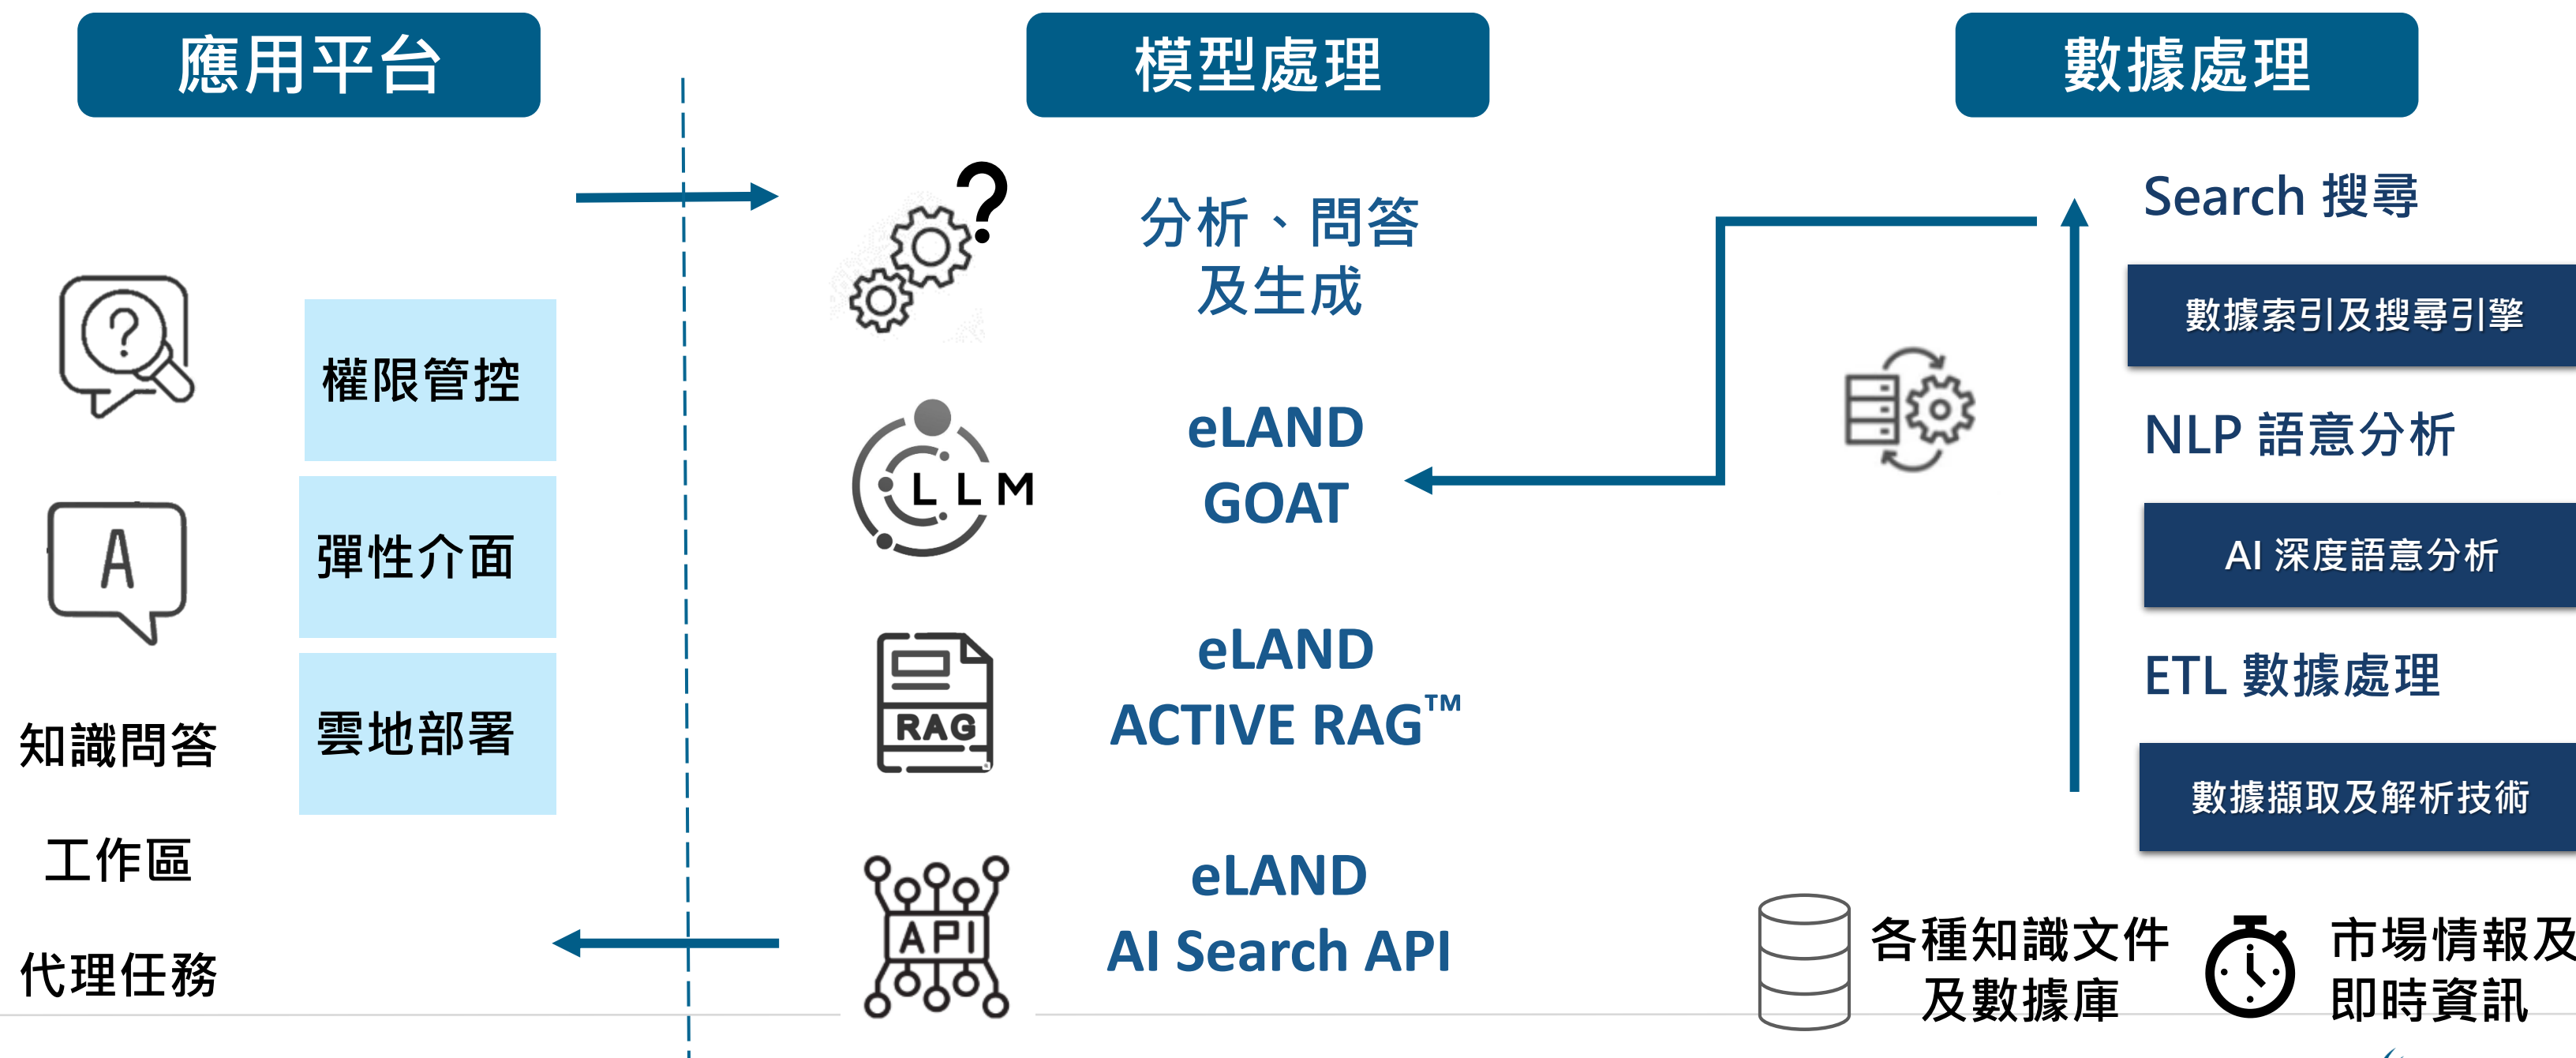 應用平台
權限管控
彈性介面
雲地部署
A
知識問答
工作區
代理任務
模型處理
?
分析、問答
及生成
LLM
eLAND
GOAT
RAG
eLAND
ACTIVE RAG™
API
eLAND
AI Search API
數據處理
Search 搜尋
數據索引及搜尋引擎
NLP 語意分析
AI 深度語意分析
ETL 數據處理
數據擷取及解析技術
各種知識文件
及數據庫
市場情報及
即時資訊